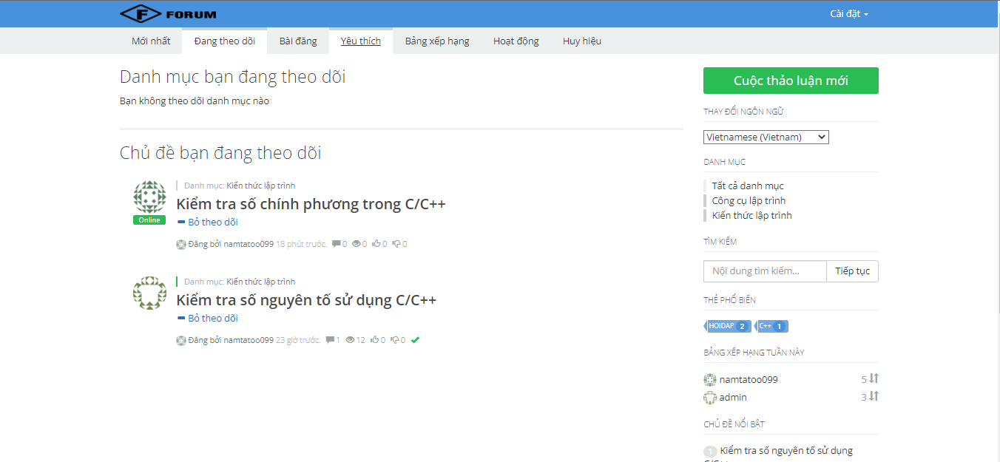 F FORUM
Cài đặt
Mới nhất Đang theo dõi Bài đăng Yêu thích Bảng xếp hạng Hoạt động Huy hiệu
Danh mục bạn đang theo dõi
Bạn không theo dõi danh mục nào
Chủ đề bạn đang theo dõi
Danh mục: Kiến thức lập trình
Kiểm tra số chính phương trong C/C++
Online
Bỏ theo dõi
Đăng bởi namtatoo099 18 phút trước. 0 0 0 0
Danh mục: Kiến thức lập trình
Kiểm tra số nguyên tố sử dụng C/C++
Bỏ theo dõi
Đăng bởi namtatoo099 23 giờ trước. 1 12 0 0
Cuộc thảo luận mới
THAY ĐỔI NGÔN NGỮ
Vietnamese (Vietnam)
DANH MỤC
Tất cả danh mục
Công cụ lập trình
Kiến thức lập trình
TÌM KIẾM
Nội dung tìm kiếm... Tiếp tục
THẺ PHỔ BIẾN
HOIDAP 2 C++ 1
BẢNG XẾP HẠNG TUẦN NÀY
namtatoo099 5
admin 3
CHỦ ĐỀ NỔI BẬT
1 Kiểm tra số nguyên tố sử dụng
C/C++